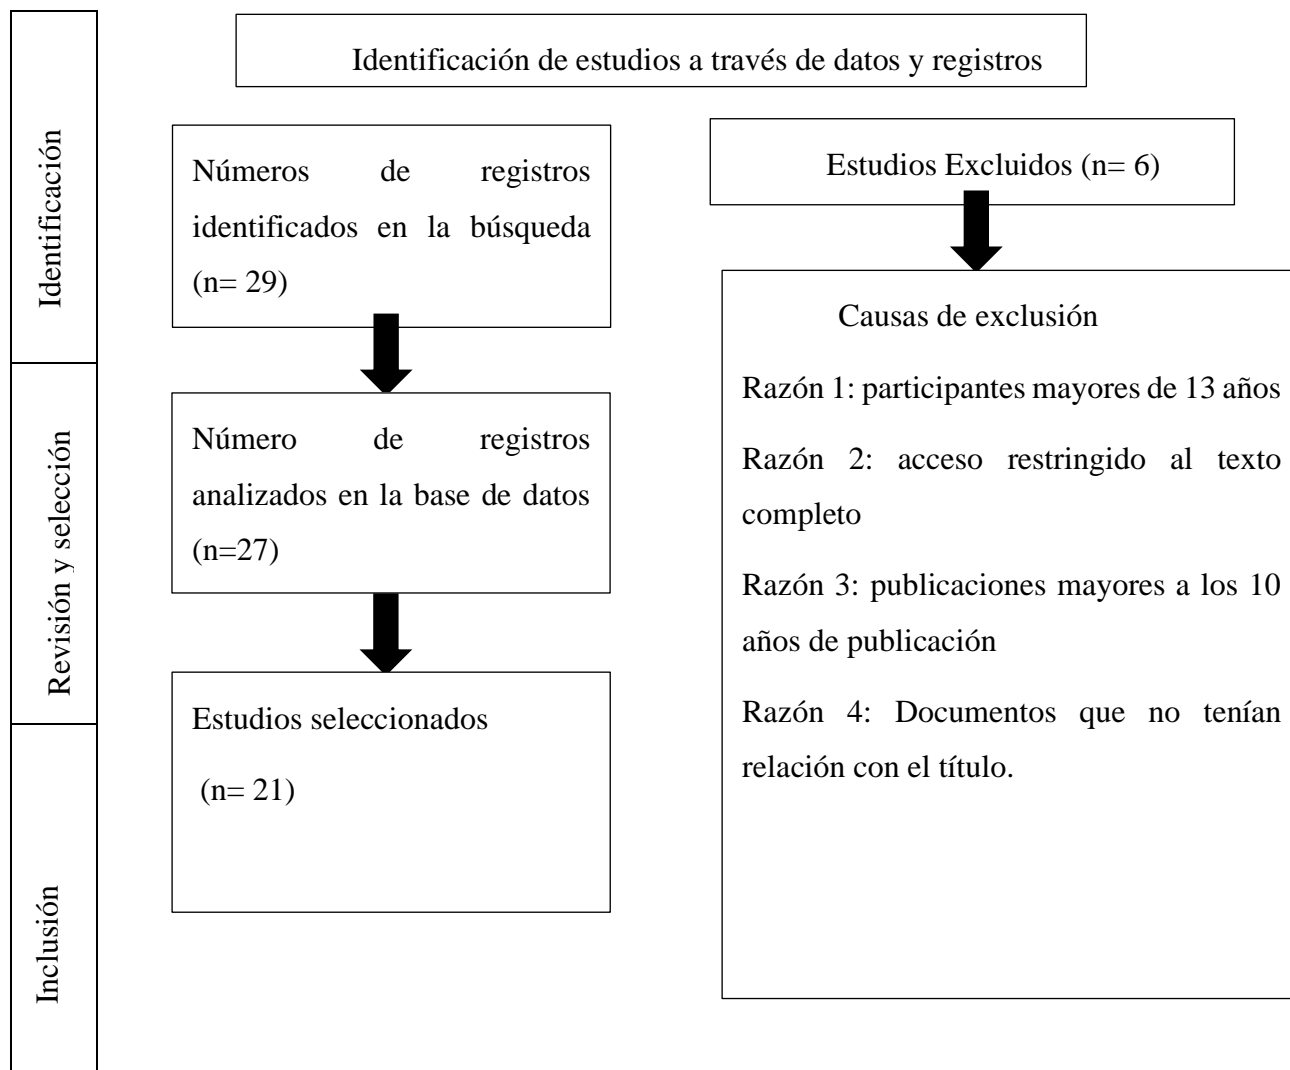 Identificación de estudios a través de datos y registros
Identificación
Números de registros
identificados en la búsqueda
(n= 29)
Estudios Excluidos (n= 6)
Revisión y selección
Número de registros
analizados en la base de datos
(n=27)
Causas de exclusión
Razón 1: participantes mayores de 13 años
Razón 2: acceso restringido al texto
completo
Razón 3: publicaciones mayores a los 10
años de publicación
Razón 4: Documentos que no tenían
relación con el título.
Inclusión
Estudios seleccionados
(n= 21)